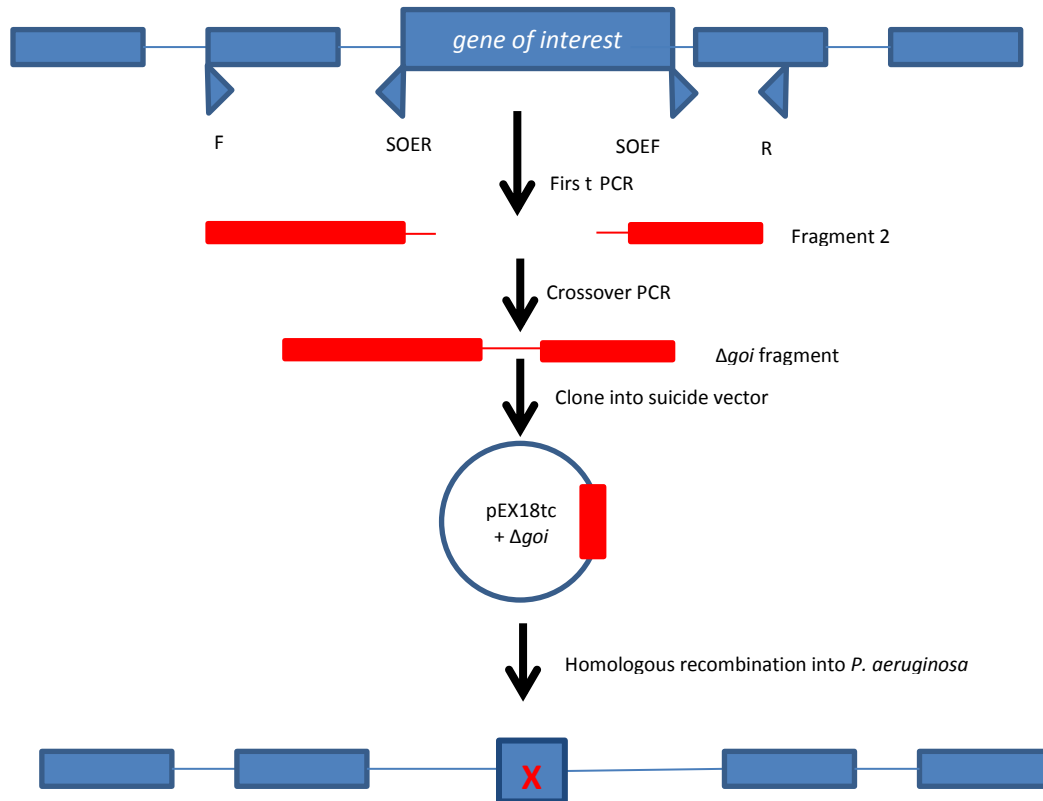 gene of interest
F
SOER
SOEF
R
Firs t PCR
Fragment 2
Crossover PCR
Δgoi fragment
Clone into suicide vector
pEX18tc
+ Δgoi
Homologous recombination into P. aeruginosa
X